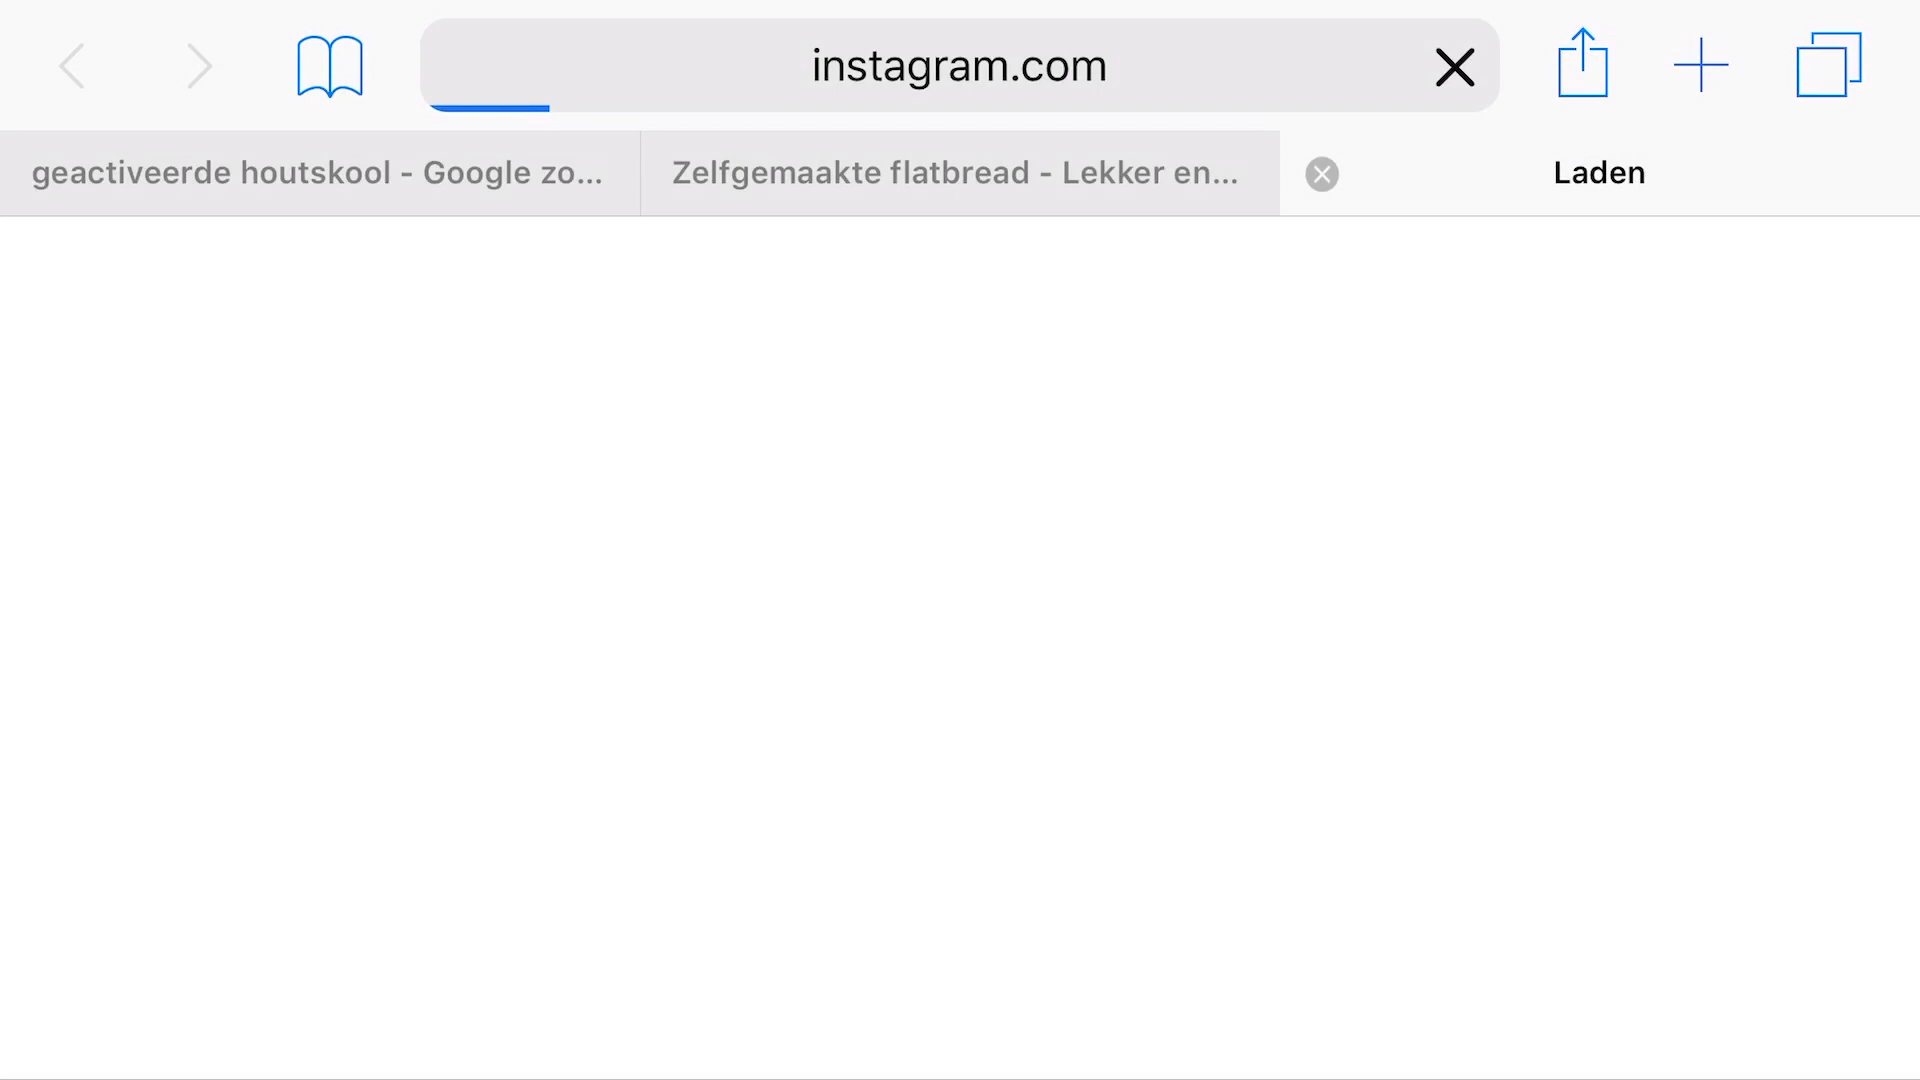 instagram.com
geactiveerde houtskool - Google zo...
Zelfgemaakte flatbread - Lekker en...
Laden